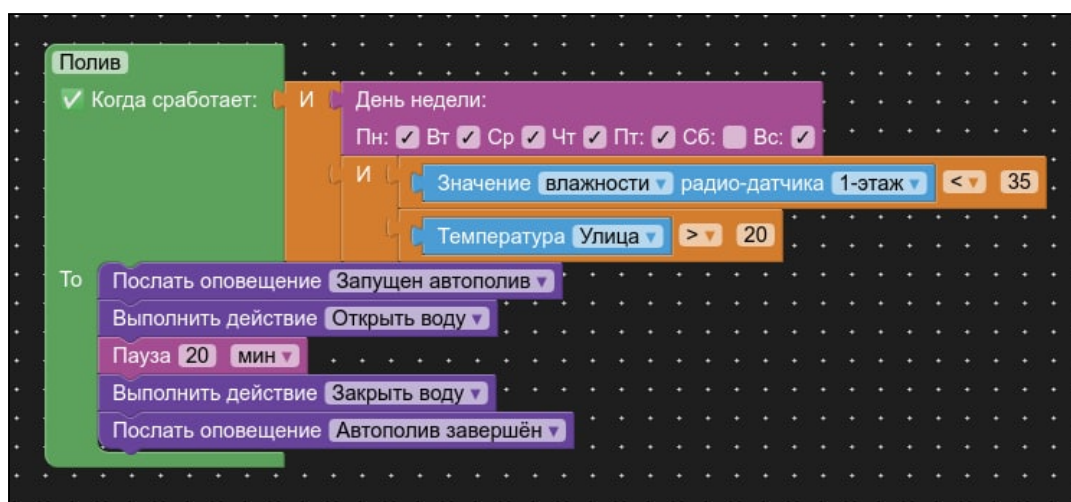 Полив
Когда сработает: И День недели:
Пн: Вт Ср Чт Пт: Сб: Вс:
И Значение влажности радио-датчика 1-этаж < 35
Температура Улица > 20
То Послать оповещение Запущен автополив
Выполнить действие Открыть воду
Пауза 20 мин
Выполнить действие Закрыть воду
Послать оповещение Автополив завершён